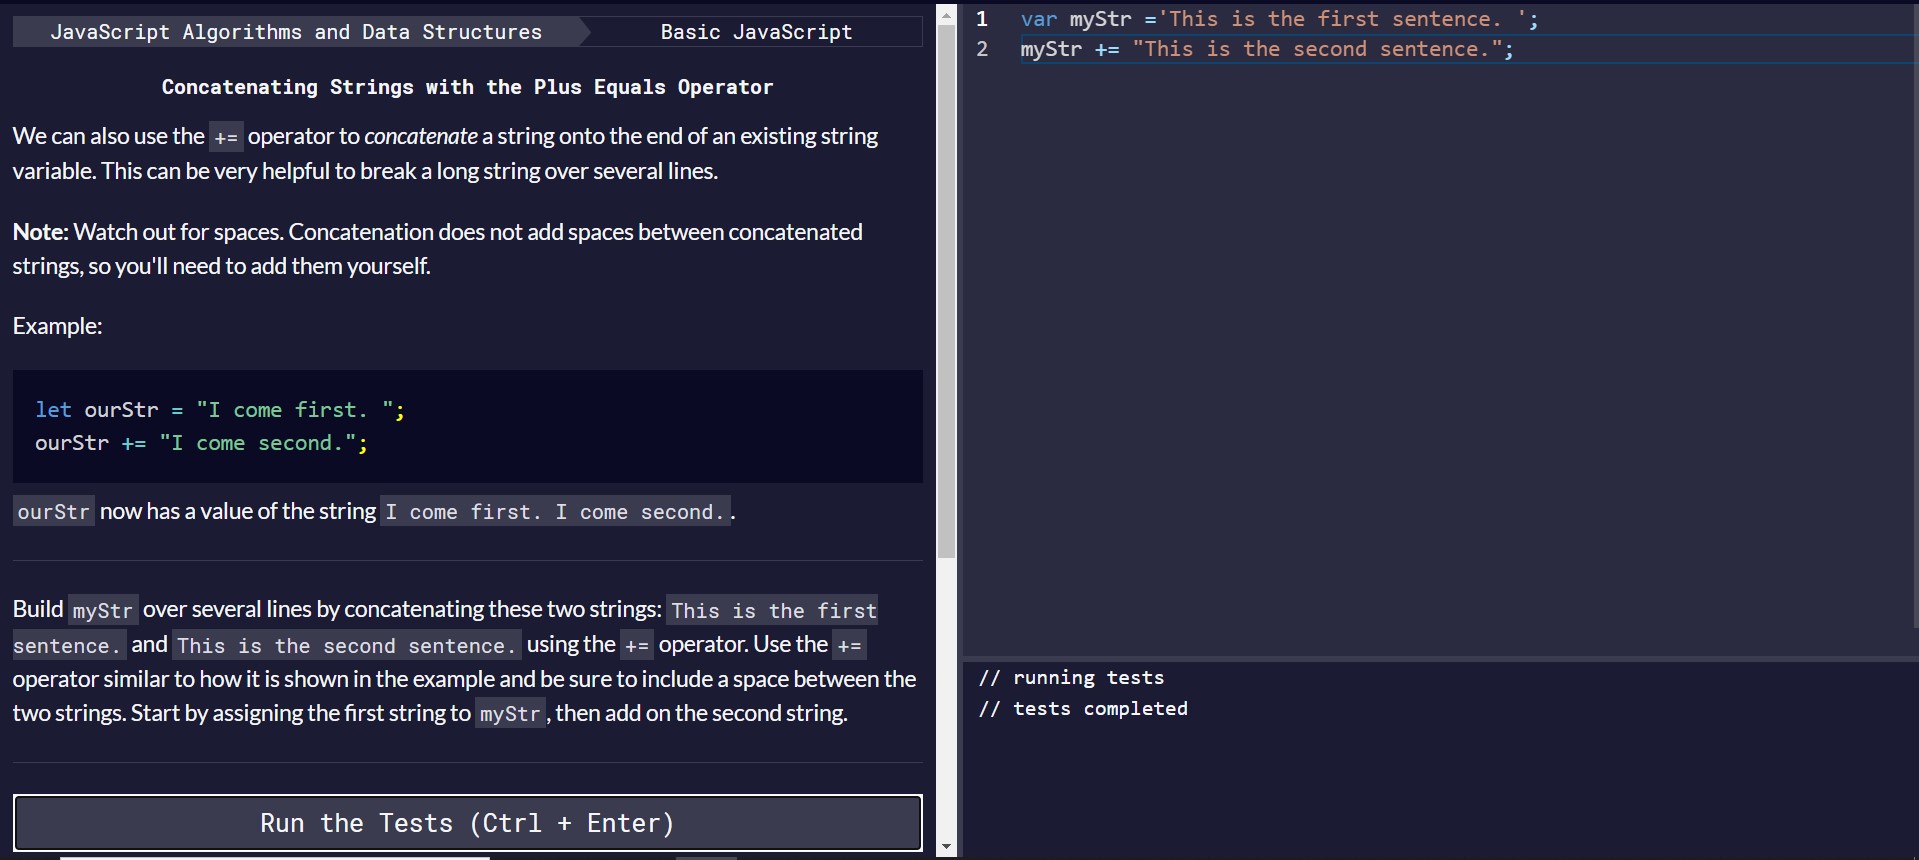 JavaScript Algorithms and Data Structures
Basic JavaScript
Concatenating Strings with the Plus Equals Operator
We can also use the += operator to concatenate a string onto the end of an existing string
variable. This can be very helpful to break a long string over several lines.
Note: Watch out for spaces. Concatenation does not add spaces between concatenated
strings, so you'll need to add them yourself.
Example:
let ourStr = "I come first. ";
ourStr += "I come second.";
ourStr now has a value of the string I come first. I come second..
Build myStr over several lines by concatenating these two strings: This is the first
sentence. and This is the second sentence. using the += operator. Use the +=
operator similar to how it is shown in the example and be sure to include a space between the
two strings. Start by assigning the first string to myStr, then add on the second string.
Run the Tests (Ctrl + Enter)
1 var myStr ='This is the first sentence. ';
2 myStr += "This is the second sentence.";
// running tests
// tests completed